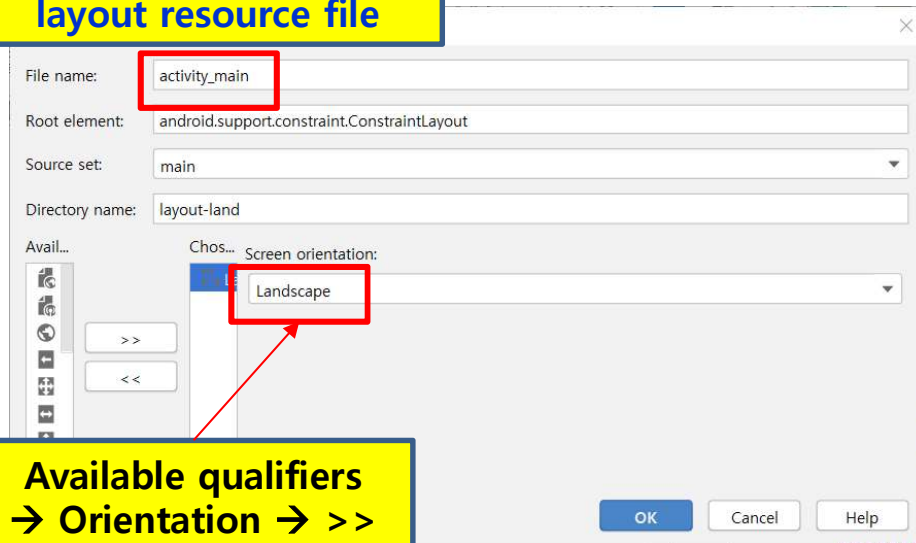 layout resource file
File name: activity_main
Root element: android.support.constraint.ConstraintLayout
Source set: main
Directory name: layout-land
Avail... Chos... Screen orientation:
Landscape
>>
<<
Available qualifiers
→ Orientation → >>
OK Cancel Help